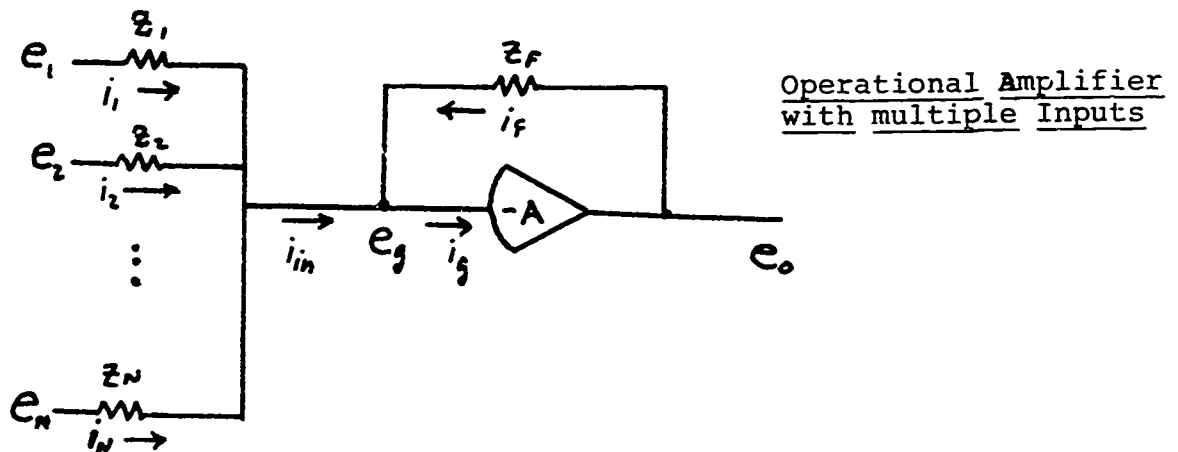 z₁
e₁
i₁ →
z₂
e₂
i₂ →
⋮
zN
eN
iN →
iin
eg
ig
zF
iF
-A
eo
Operational Amplifier
with multiple Inputs